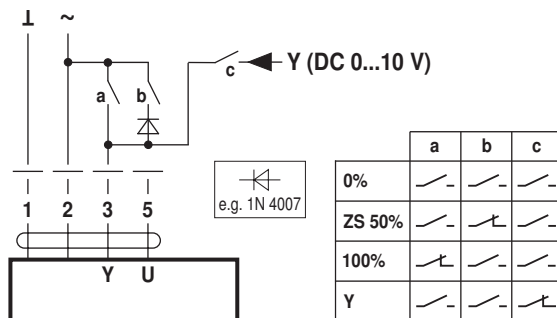 ⊥ ~
a b c Y (DC 0...10 V)
e.g. 1N 4007
1 2 3 5
Y U
a b c
0%
ZS 50%
100%
Y